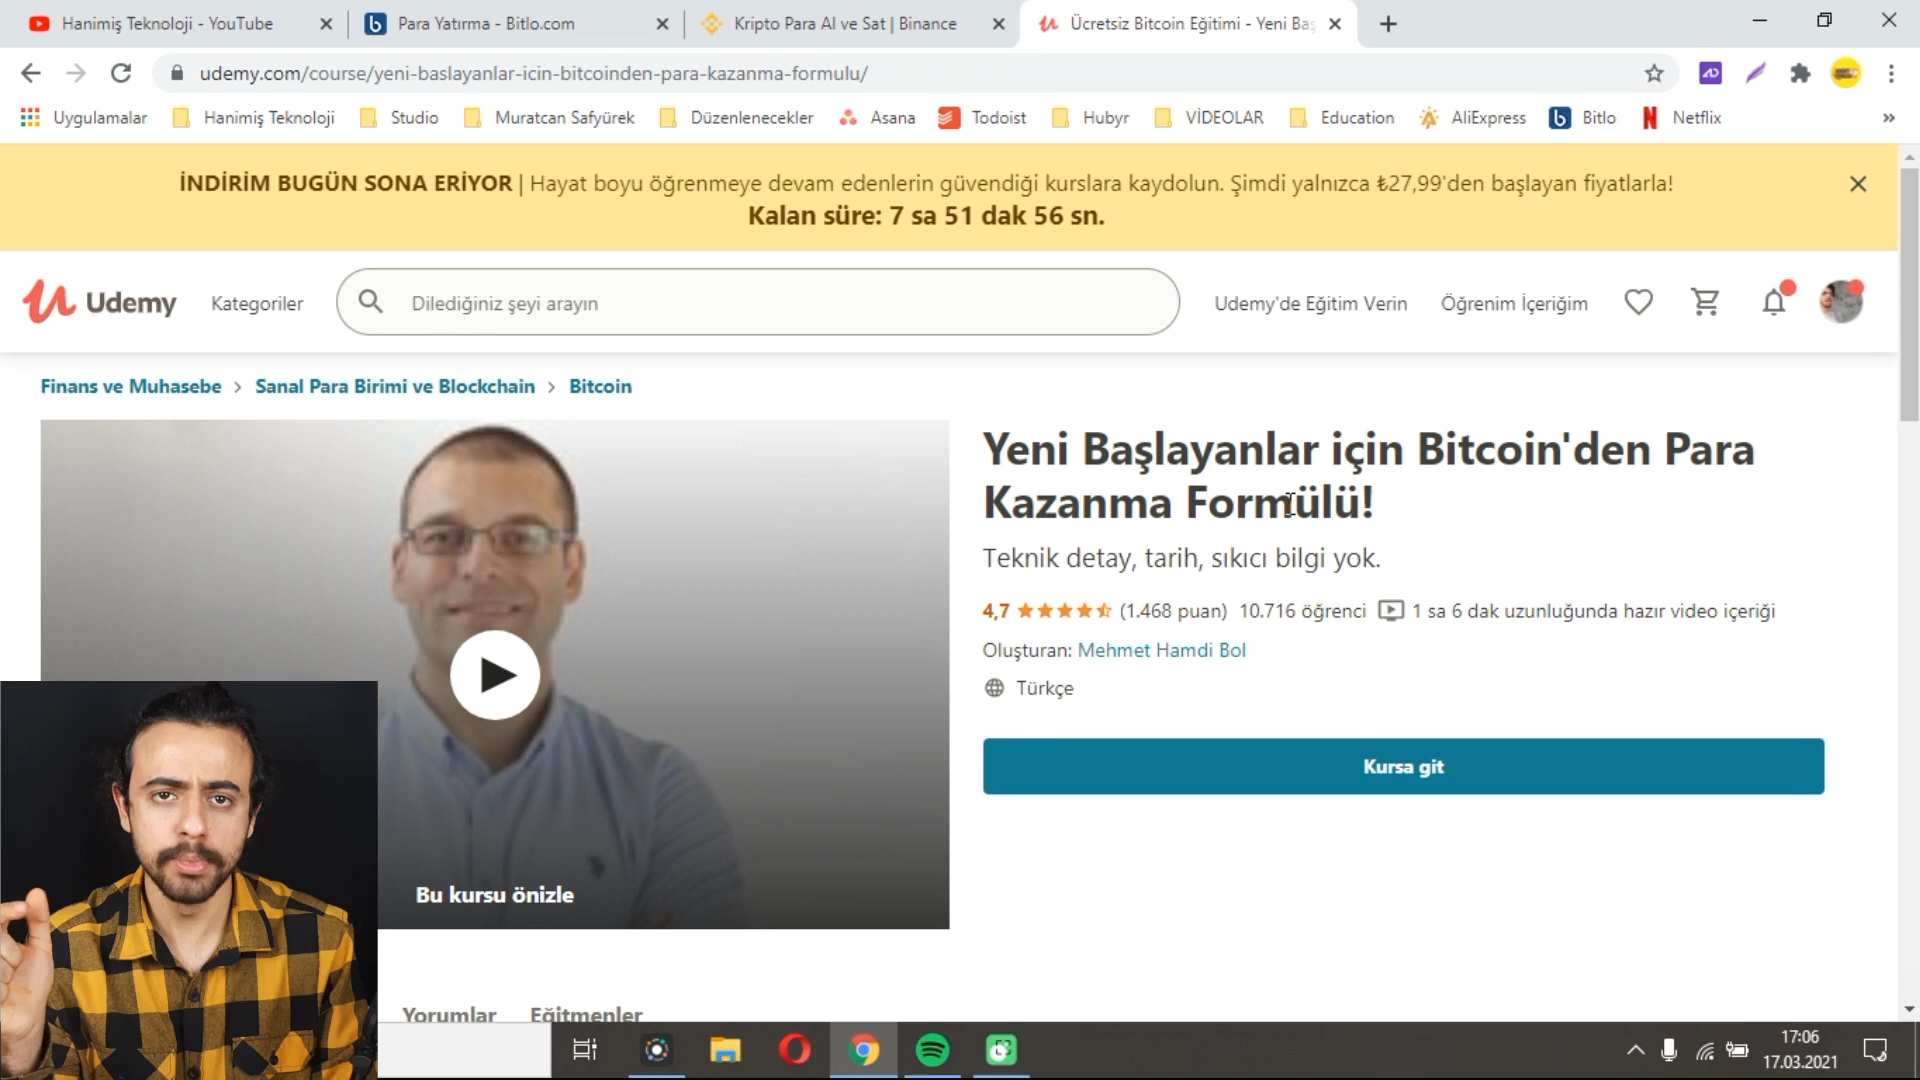 Hanimiş Teknoloji - YouTube
Para Yatırma - Bitlo.com
Kripto Para Al ve Sat | Binance
Ücretsiz Bitcoin Eğitimi - Yeni Baş
udemy.com/course/yeni-baslayanlar-icin-bitcoinden-para-kazanma-formulu/
Uygulamalar
Hanimiş Teknoloji
Studio
Muratcan Safyürek
Düzenlenecekler
Asana
Todoist
Hubyr
VİDEOLAR
Education
AliExpress
Bitlo
Netflix
»
İNDİRİM BUGÜN SONA ERİYOR | Hayat boyu öğrenmeye devam edenlerin güvendiği kurslara kaydolun. Şimdi yalnızca ₺27,99'den başlayan fiyatlarla!
Kalan süre: 7 sa 51 dak 56 sn.
Udemy
Kategoriler
Dilediğiniz şeyi arayın
Udemy'de Eğitim Verin
Öğrenim İçeriğim
Finans ve Muhasebe > Sanal Para Birimi ve Blockchain > Bitcoin
Yeni Başlayanlar için Bitcoin'den Para
Kazanma Formülü!
Teknik detay, tarih, sıkıcı bilgi yok.
4,7 (1.468 puan) 10.716 öğrenci 1 sa 6 dak uzunluğunda hazır video içeriği
Oluşturan: Mehmet Hamdi Bol
Türkçe
Kursa git
Bu kursu önizle
Yorumlar
Eğitmenler
17:06
17.03.2021